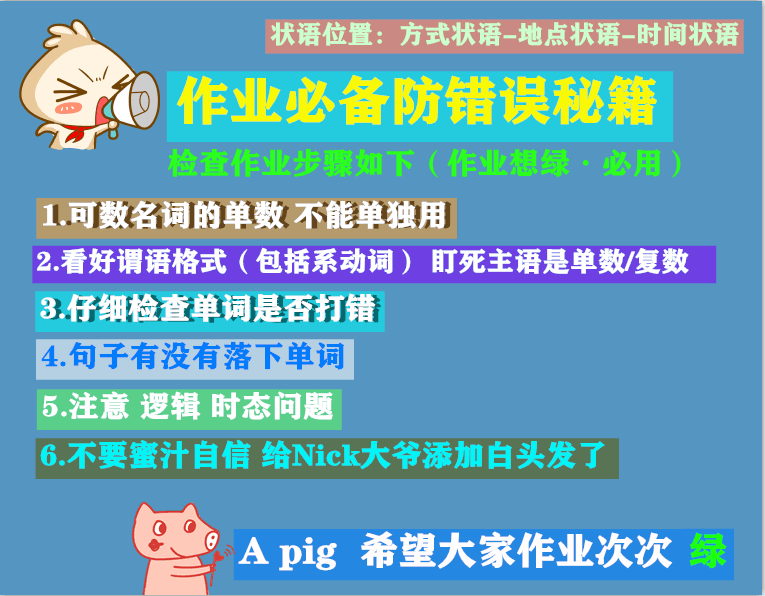 状语位置：方式状语-地点状语-时间状语
作业必备防错误秘籍
检查作业步骤如下（作业想绿·必用）
1.可数名词的单数 不能单独用
2.看好谓语格式（包括系动词） 盯死主语是单数/复数
3.仔细检查单词是否打错
4.句子有没有落下单词
5.注意 逻辑 时态问题
6.不要蜜汁自信 给Nick大爷添加白头发了
A pig 希望大家作业次次 绿